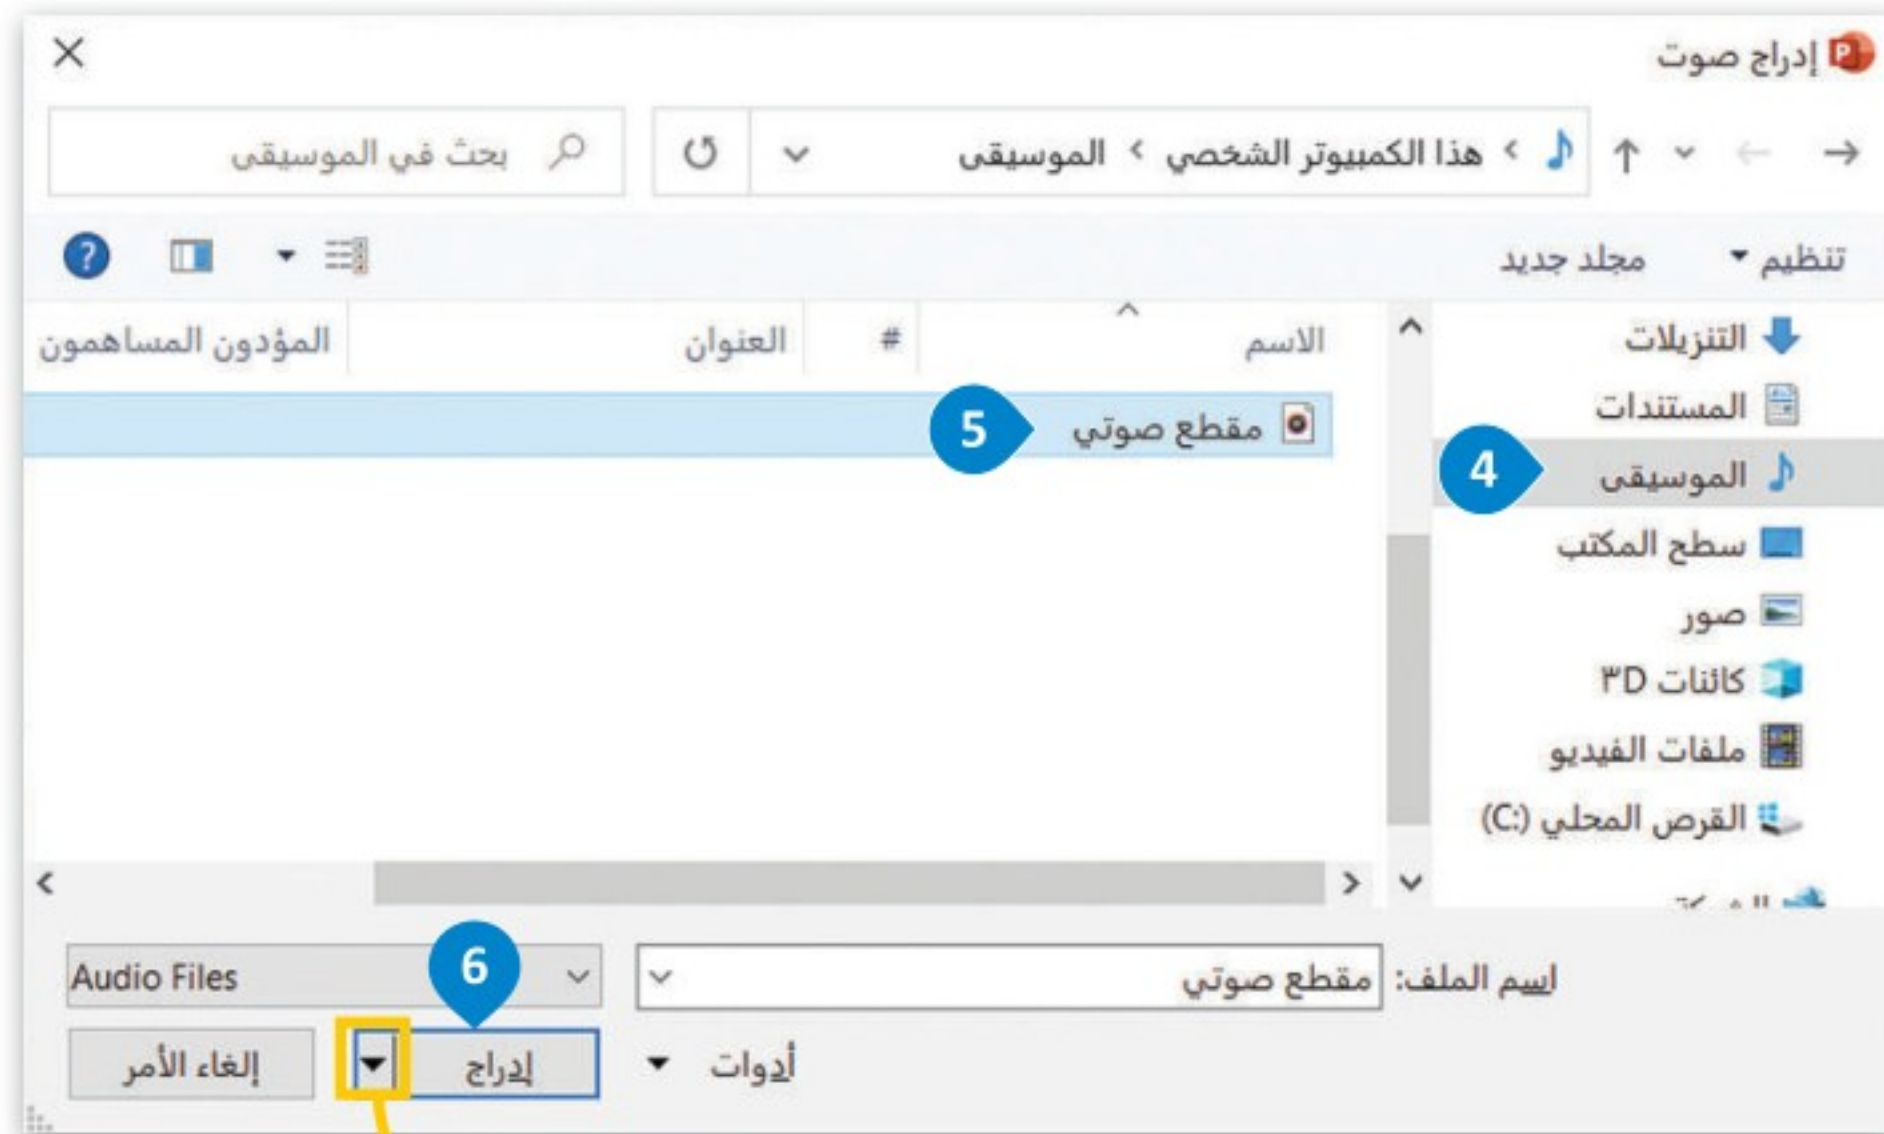 إدراج صوت
هذا الكمبيوتر الشخصي › الموسيقى
بحث في الموسيقى
تنظيم
مجلد جديد
الاسم
#
العنوان
المؤدون المساهمون
التنزيلات
المستندات
الموسيقى
4
سطح المكتب
صور
كائنات ٣D
ملفات الفيديو
القرص المحلي (C:)
مقطع صوتي
5
اسم الملف: مقطع صوتي
Audio Files
6
أدوات
إدراج
إلغاء الأمر